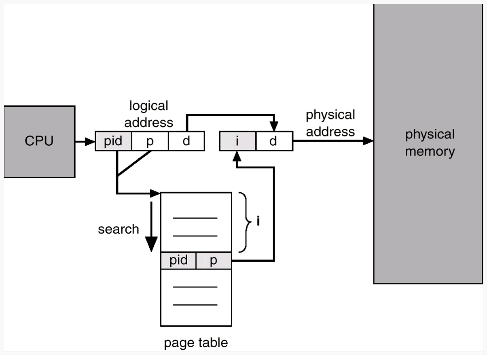 logical
address
physical
address
CPU
pid p d
i d
physical
memory
search
i
pid p
page table